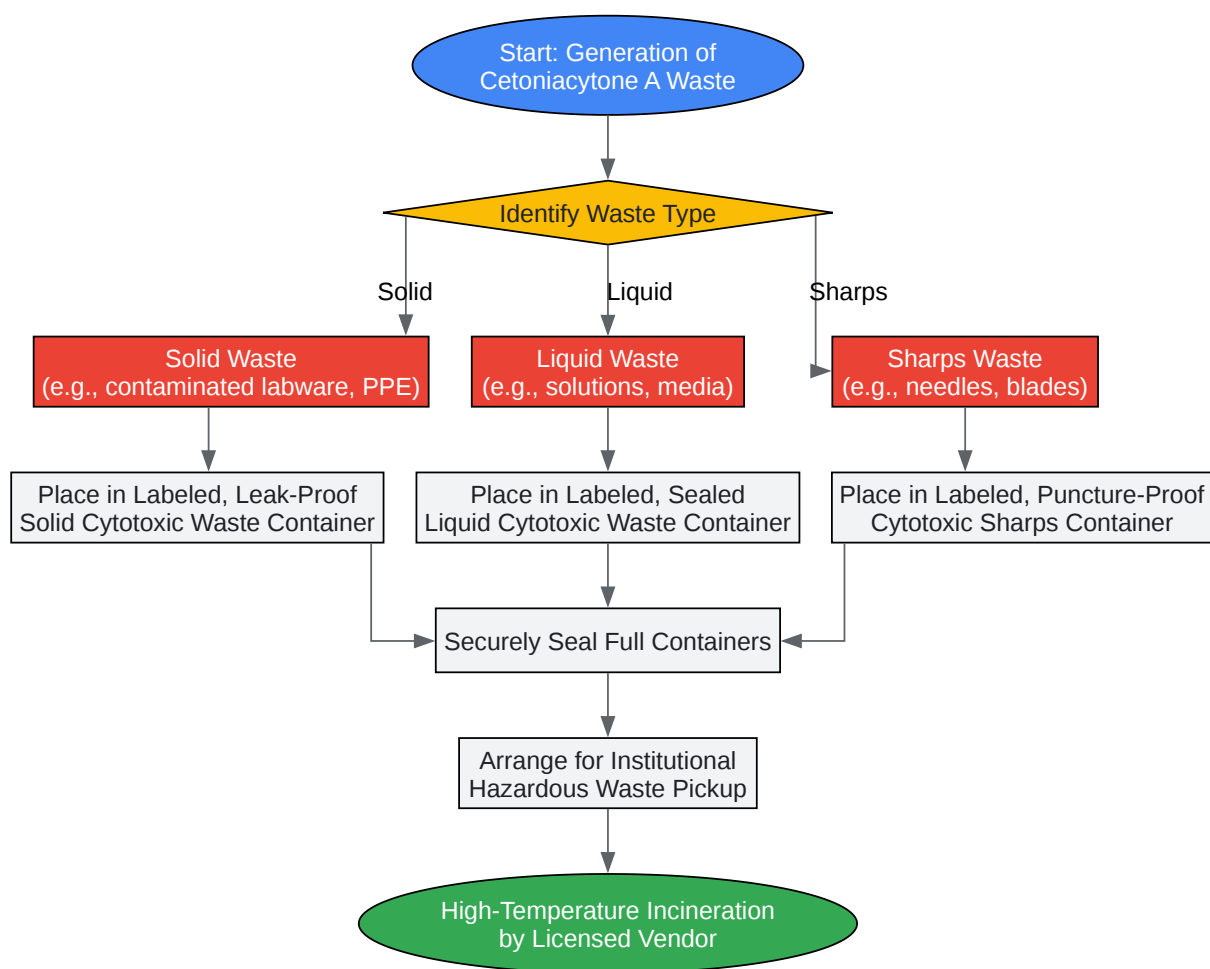 Start: Generation of
Cetoniacytone A Waste
Identify Waste Type
Solid
Liquid
Sharps
Solid Waste
(e.g., contaminated labware, PPE)
Liquid Waste
(e.g., solutions, media)
Sharps Waste
(e.g., needles, blades)
Place in Labeled, Leak-Proof
Solid Cytotoxic Waste Container
Place in Labeled, Sealed
Liquid Cytotoxic Waste Container
Place in Labeled, Puncture-Proof
Cytotoxic Sharps Container
Securely Seal Full Containers
Arrange for Institutional
Hazardous Waste Pickup
High-Temperature Incineration
by Licensed Vendor